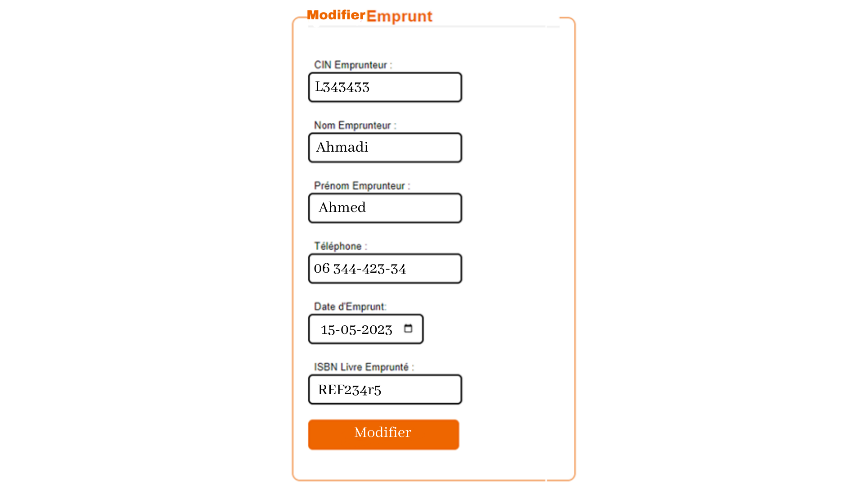 Modifier Emprunt
CIN Emprunteur :
L343433
Nom Emprunteur :
Ahmadi
Prénom Emprunteur :
Ahmed
Téléphone :
06 344-423-34
Date d'Emprunt:
15-05-2023
ISBN Livre Emprunté :
REF234r5
Modifier